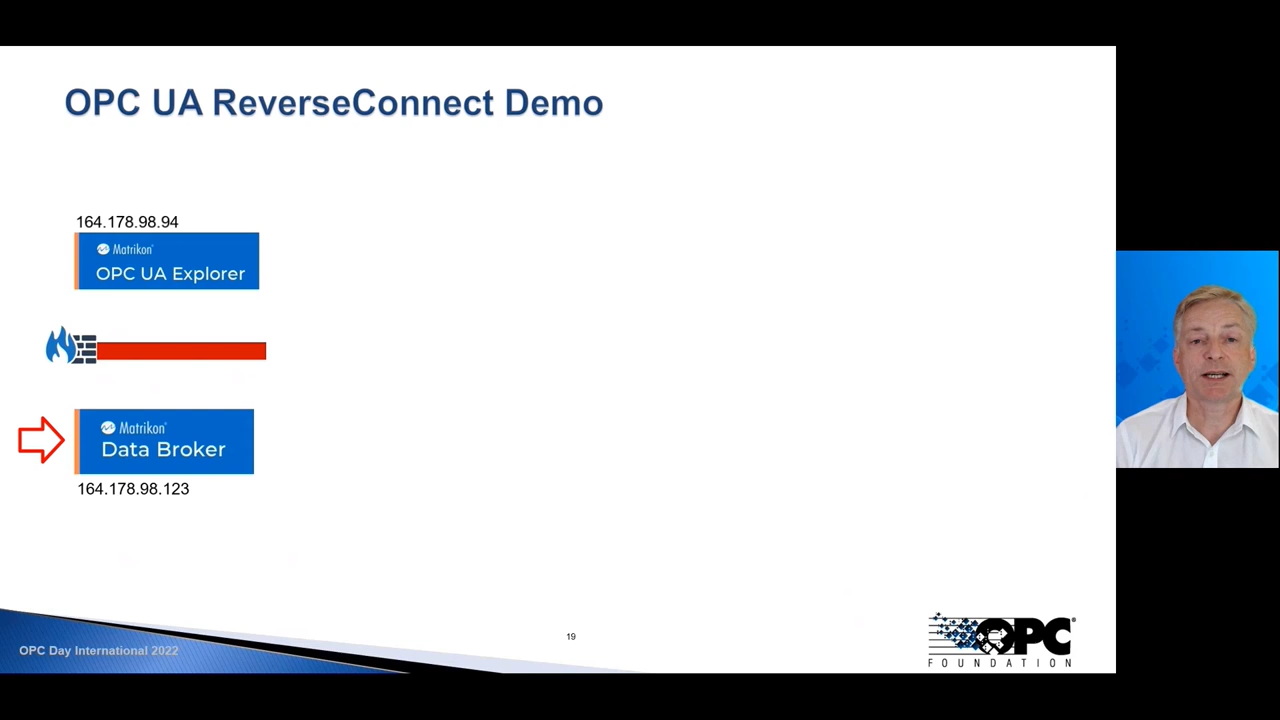 OPC UA ReverseConnect Demo
164.178.98.94
Matrikon®
OPC UA Explorer
Matrikon®
Data Broker
164.178.98.123
19
OPC Day International 2022
OPC®
FOUNDATION